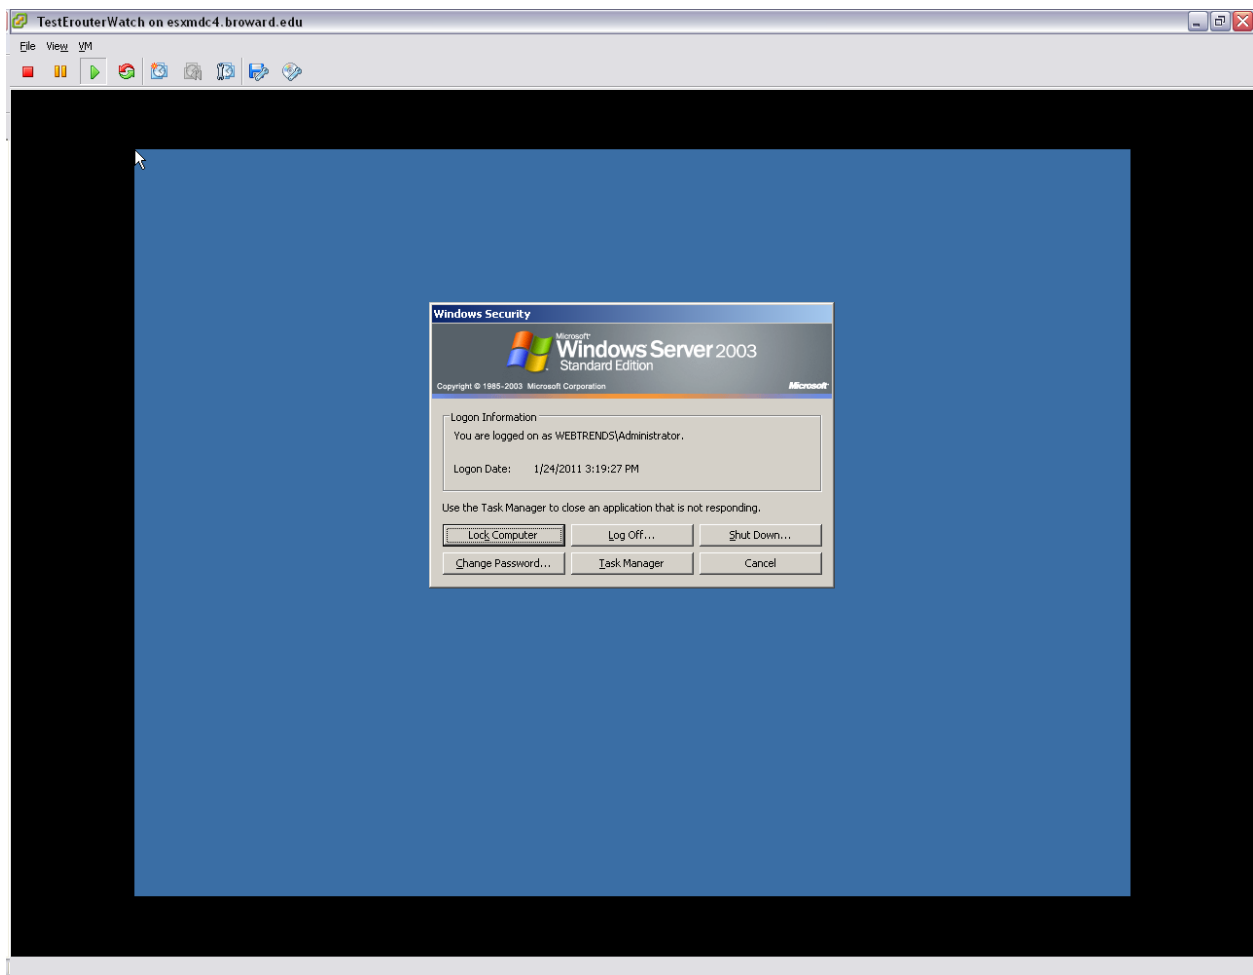 TestErouterWatch on esxmdc4.broward.edu
File View VM
Windows Security
Microsoft
Windows Server 2003
Standard Edition
Copyright © 1985-2003 Microsoft Corporation Microsoft
Logon Information
You are logged on as WEBTRENDS\Administrator.
Logon Date: 1/24/2011 3:19:27 PM
Use the Task Manager to close an application that is not responding.
Lock Computer Log Off... Shut Down...
Change Password... Task Manager Cancel